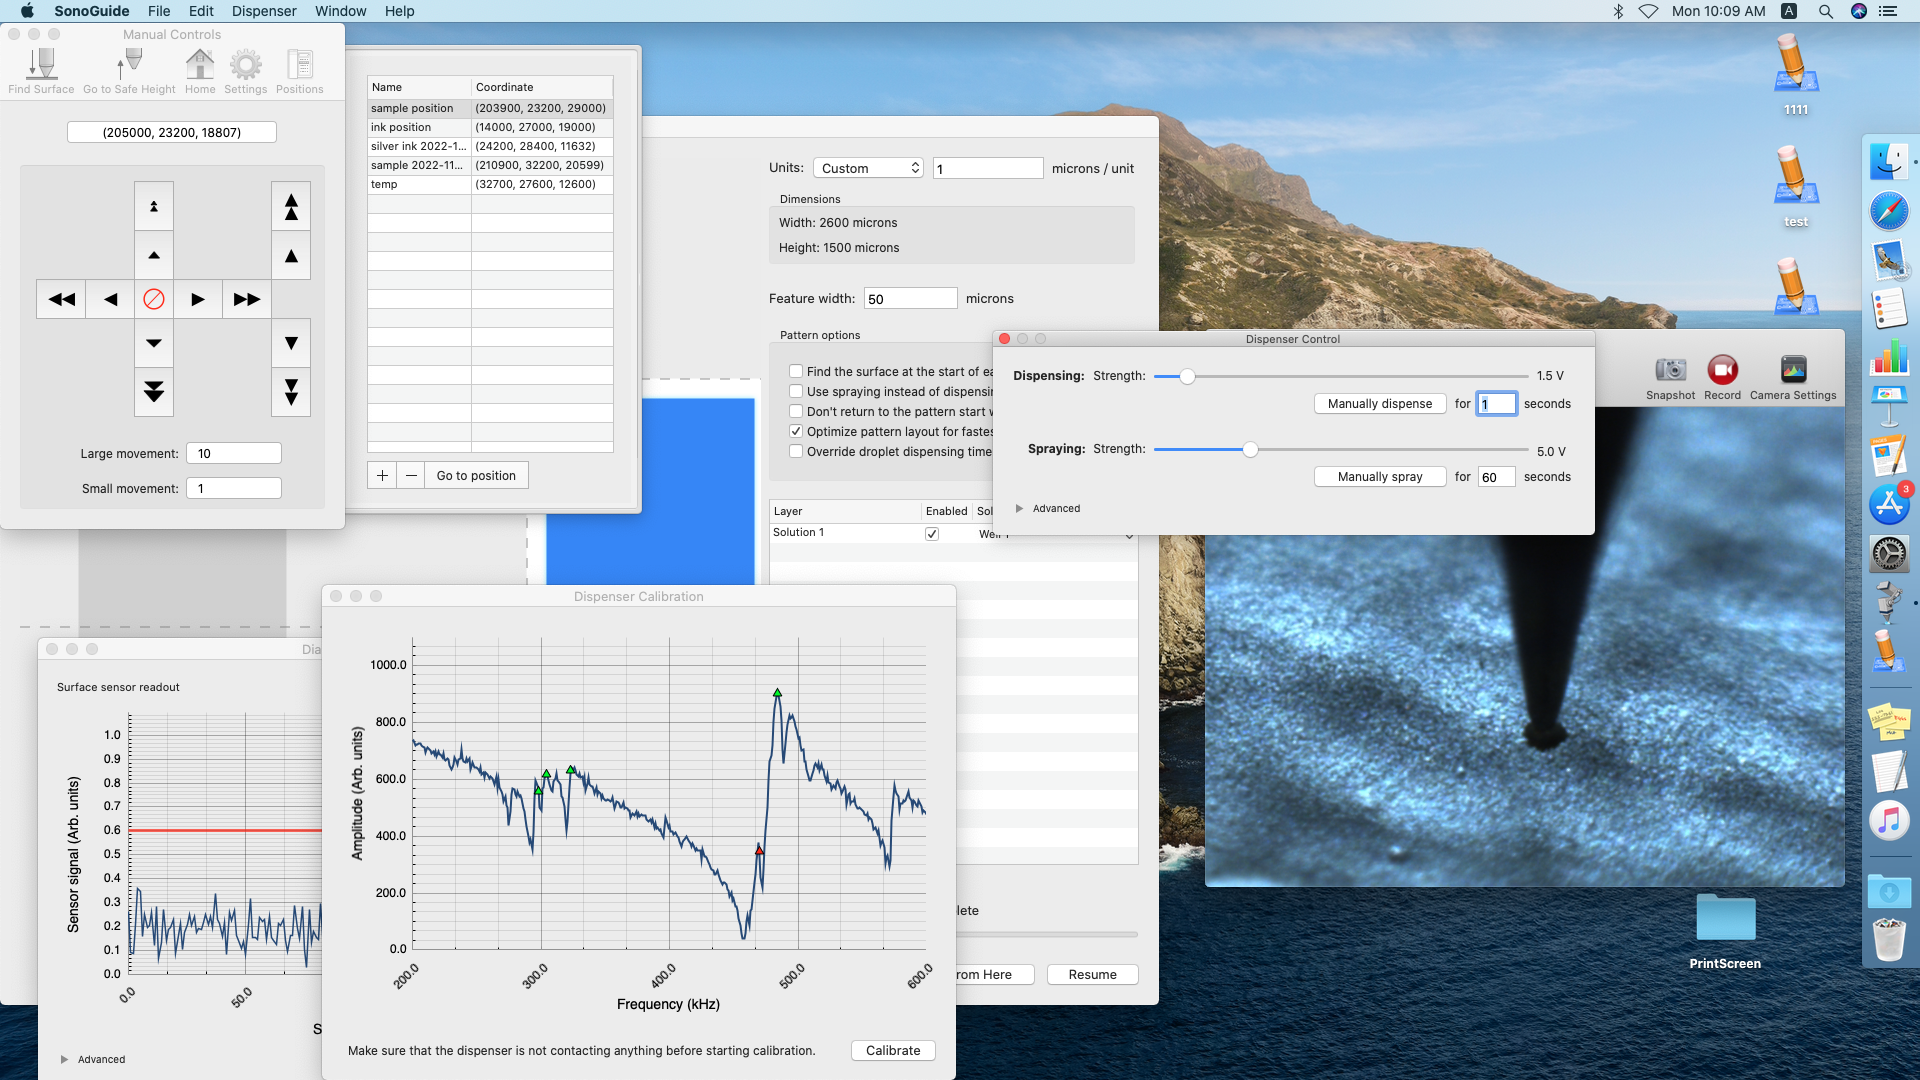 SonoGuide File Edit Dispenser Window Help
Mon 10:09 AM A
Manual Controls
Find Surface Go to Safe Height Home Settings Positions
(205000, 23200, 18807)
Large movement: 10
Small movement: 1
Name Coordinate
sample position (203900, 23200, 29000)
ink position (14000, 27000, 19000)
silver ink 2022-1... (24200, 28400, 11632)
sample 2022-11... (210900, 32200, 20599)
temp (32700, 27600, 12600)
+ − Go to position
Units: Custom 1 microns / unit
Dimensions
Width: 2600 microns
Height: 1500 microns
Feature width: 50 microns
Pattern options
Find the surface at the start of ea
Use spraying instead of dispensin
Don't return to the pattern start w
Optimize pattern layout for fastes
Override droplet dispensing time
Layer Enabled Sol
Solution 1 Well 1
lete
rom Here Resume
Dispenser Control
Dispensing: Strength: 1.5 V
Manually dispense for 1 seconds
Spraying: Strength: 5.0 V
Manually spray for 60 seconds
Advanced
Snapshot Record Camera Settings
Dia
Surface sensor readout
Sensor signal (Arb. units)
1.0
0.9
0.8
0.7
0.6
0.5
0.4
0.3
0.2
0.1
0.0
0.0 50.0
S
Advanced
Dispenser Calibration
Amplitude (Arb. units)
1000.0
800.0
600.0
400.0
200.0
0.0
200.0 300.0 400.0 500.0 600.0
Frequency (kHz)
Make sure that the dispenser is not contacting anything before starting calibration. Calibrate
1111
test
3
PrintScreen